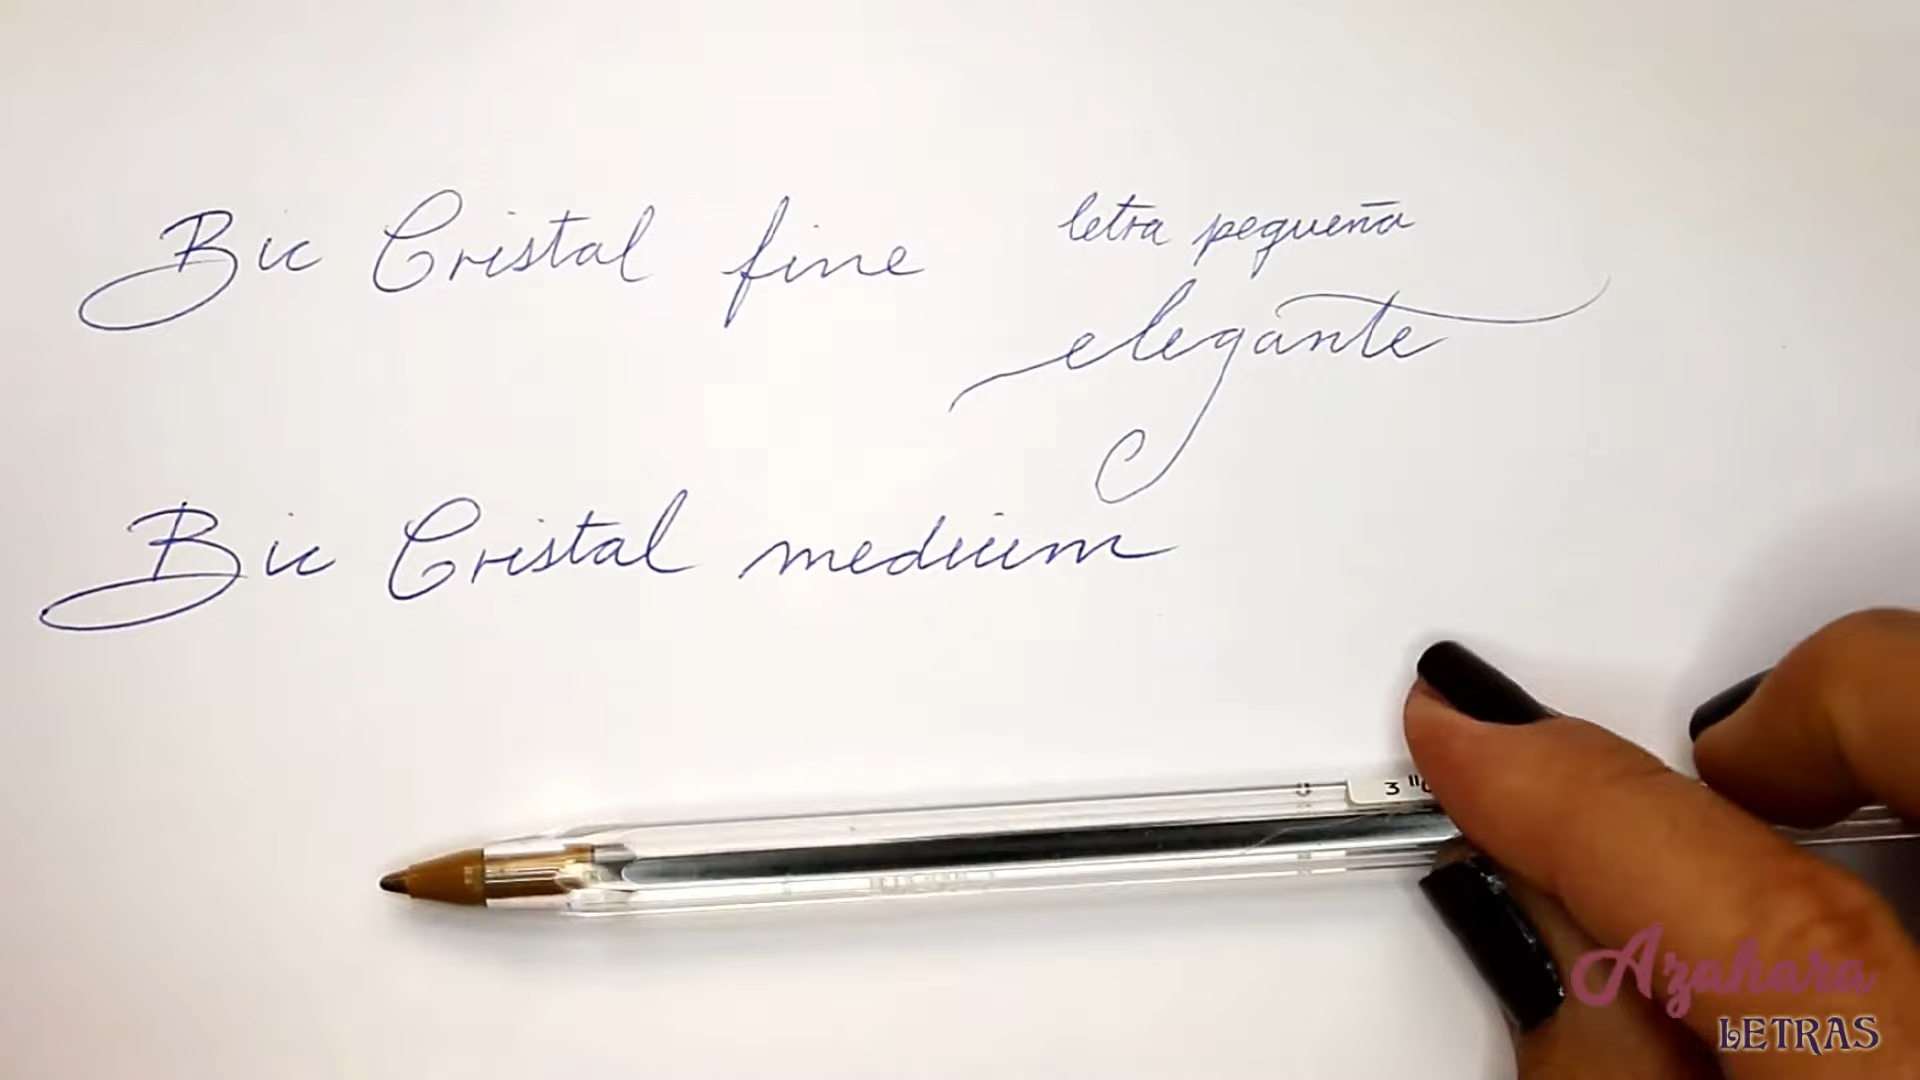 Bic Cristal fine
letra pequeña
elegante
Bic Cristal medium
Azahara
LETRAS